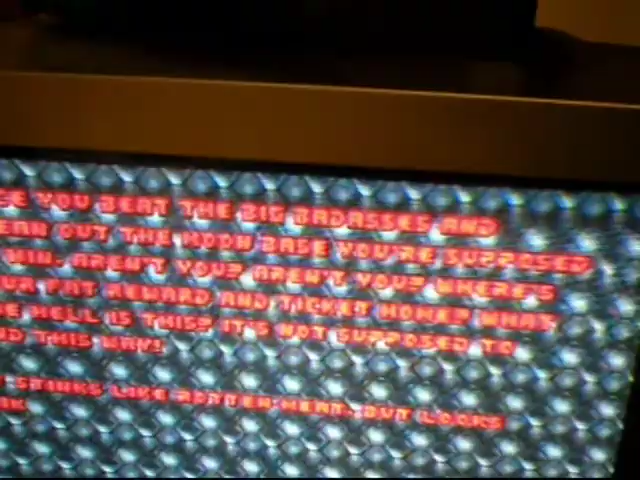 CE YOU BEAT THE BIG BADASSES AND
EAN OUT THE MOON BASE YOU'RE SUPPOSED
WIN, AREN'T YOU? AREN'T YOU? WHERE'S
UR FAT REWARD AND TICKET HOME? WHAT
E HELL IS THIS? IT'S NOT SUPPOSED TO
ND THIS WAY!
STINKS LIKE ROTTEN MEAT, BUT LOOKS